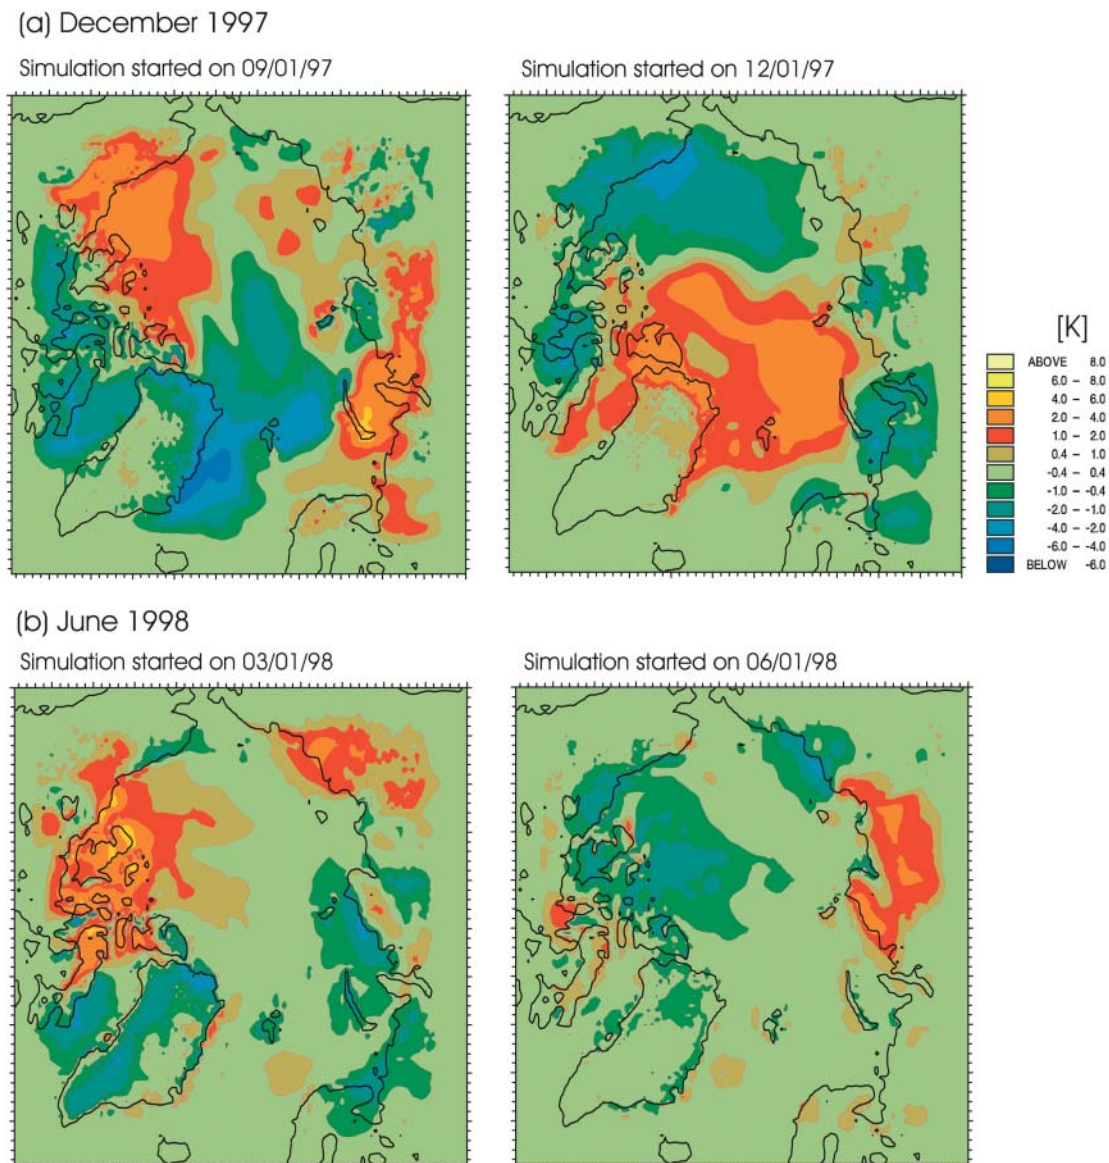 (a) December 1997
Simulation started on 09/01/97
Simulation started on 12/01/97
[K]
ABOVE 8.0
6.0 – 8.0
4.0 – 6.0
2.0 – 4.0
1.0 – 2.0
0.4 – 1.0
-0.4 – 0.4
-1.0 – -0.4
-2.0 – -1.0
-4.0 – -2.0
-6.0 – -4.0
BELOW -6.0
(b) June 1998
Simulation started on 03/01/98
Simulation started on 06/01/98